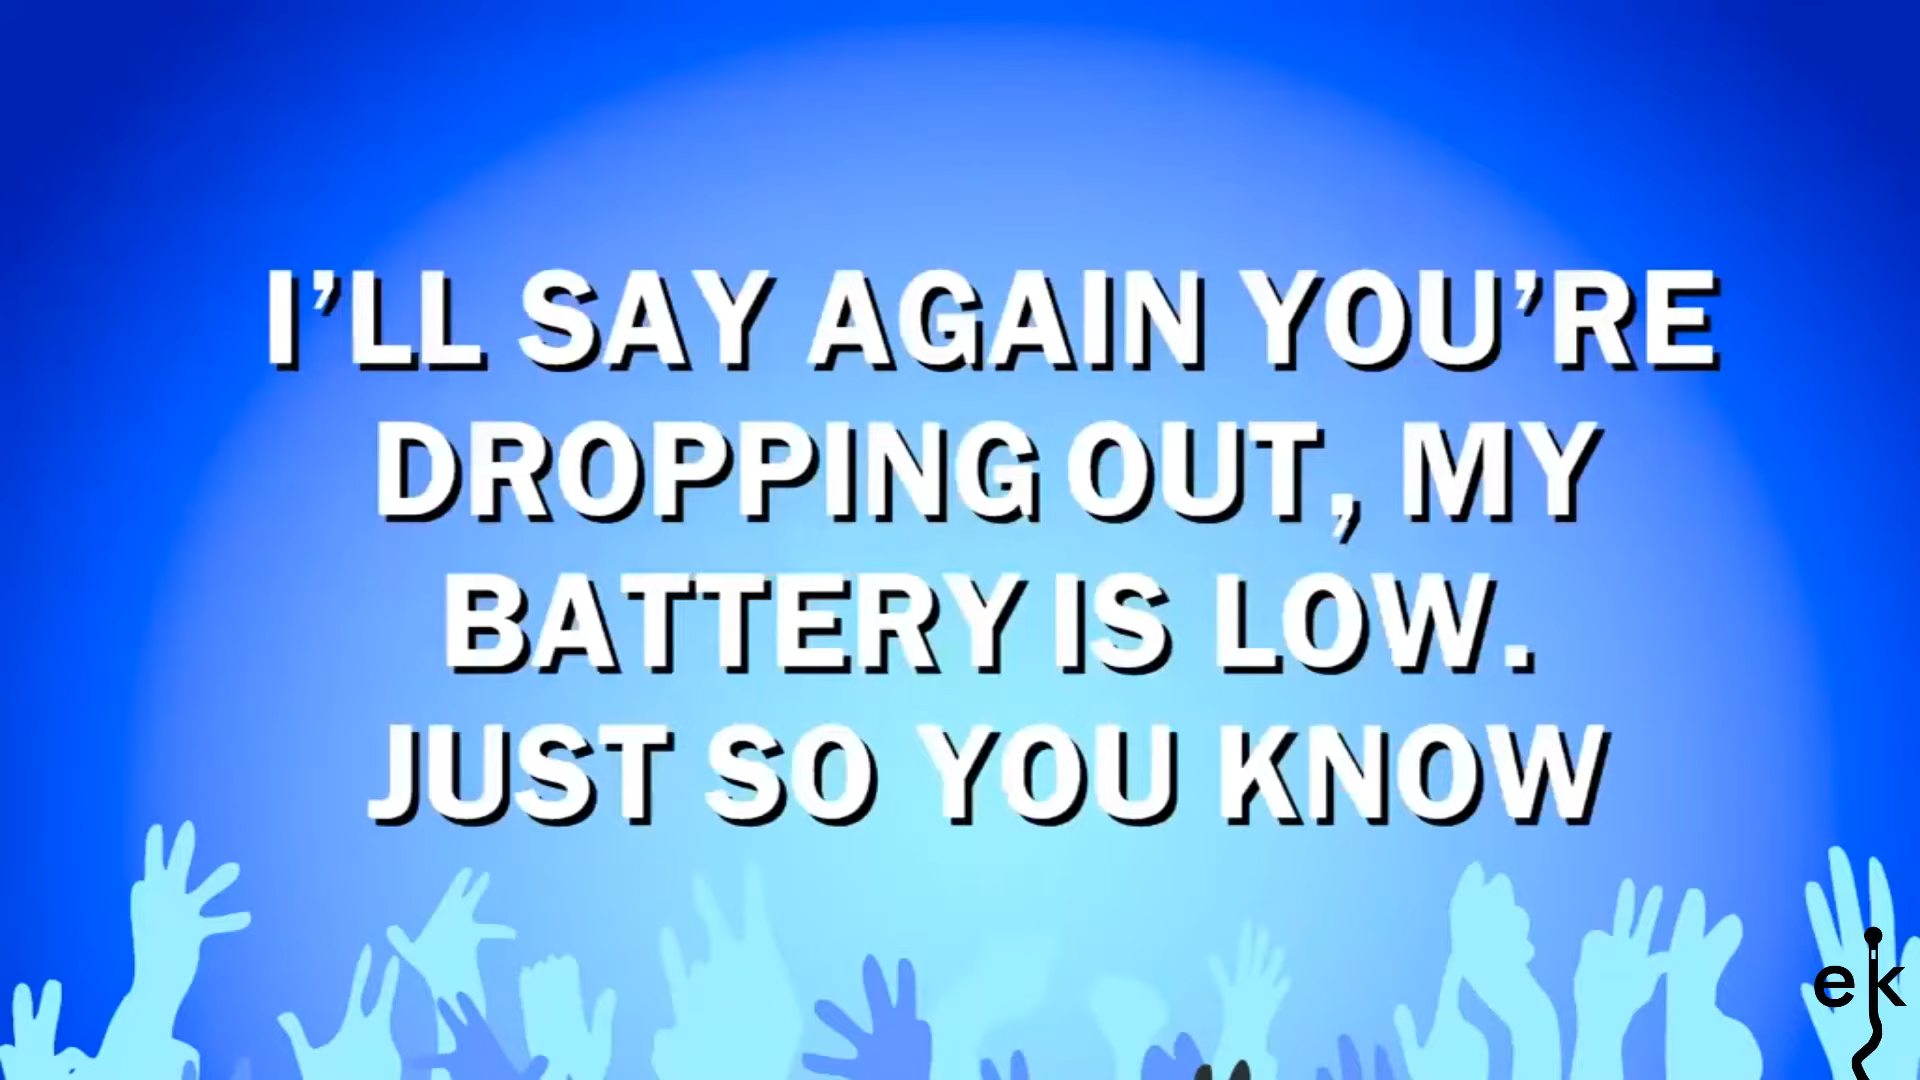 I’LL SAY AGAIN YOU’RE
DROPPING OUT, MY
BATTERY IS LOW.
JUST SO YOU KNOW
ek